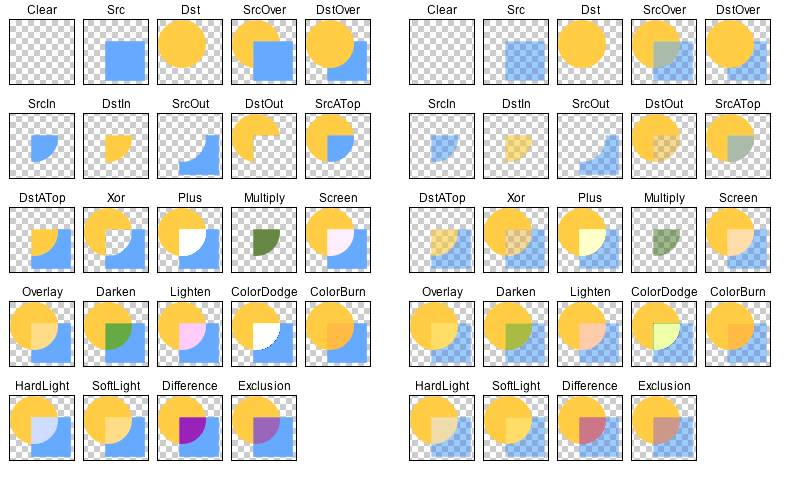 Clear Src Dst SrcOver DstOver Clear Src Dst SrcOver DstOver
SrcIn DstIn SrcOut DstOut SrcATop SrcIn DstIn SrcOut DstOut SrcATop
DstATop Xor Plus Multiply Screen DstATop Xor Plus Multiply Screen
Overlay Darken Lighten ColorDodge ColorBurn Overlay Darken Lighten ColorDodge ColorBurn
HardLight SoftLight Difference Exclusion HardLight SoftLight Difference Exclusion